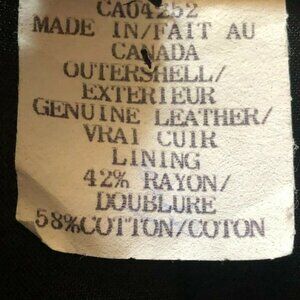 CA04252
MADE IN/FAIT AU
CANADA
OUTERSHELL/
EXTERIEUR
GENUINE LEATHER/
VRAI CUIR
LINING
42% RAYON/
DOUBLURE
58%COTTON/COTON